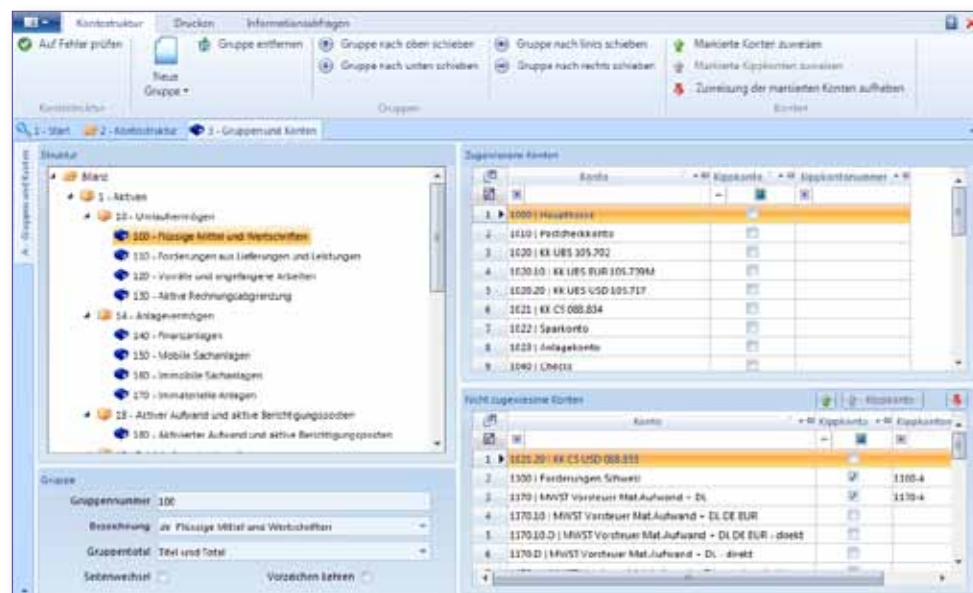 Kontostruktur Drucken Informationsabfragen
Auf Fehler prüfen
Neue Gruppe
Gruppe entfernen
Gruppe nach oben schieben
Gruppe nach unten schieben
Gruppe nach links schieben
Gruppe nach rechts schieben
Markierte Konten zuweisen
Markierte Kippkonten zuweisen
Zuweisung der markierten Konten aufheben
Kontostruktur Gruppen Konten
1 - Start 2 - Kontostruktur 3 - Gruppen und Konten
A - Gruppen und Konten
Struktur
Bilanz
1 - Aktiven
10 - Umlaufvermögen
100 - Flüssige Mittel und Wertschriften
110 - Forderungen aus Lieferungen und Leistungen
120 - Vorräte und angefangene Arbeiten
130 - Aktive Rechnungsabgrenzung
14 - Anlagevermögen
140 - Finanzanlagen
150 - Mobile Sachanlagen
160 - Immobile Sachanlagen
170 - Immaterielle Anlagen
18 - Aktiver Aufwand und aktive Berichtigungsposten
180 - Aktivierter Aufwand und aktive Berichtigungsposten
Gruppe
Gruppennummer 100
Bezeichnung de Flüssige Mittel und Wertschriften
Gruppentotal Titel und Total
Seitenwechsel Vorzeichen kehren
Zugewiesene Konten
Konto Kippkonto Kippkontonummer
1 1000 | Hauptkasse
2 1010 | Postcheckkonto
3 1020 | KK UBS 105.702
4 1020.10 | KK UBS EUR 105.739M
5 1020.20 | KK UBS USD 105.717
6 1021 | KK CS 088.834
7 1022 | Sparkonto
8 1023 | Anlagekonto
9 1040 | Checks
Nicht zugewiesene Konten Kippkonto
Konto Kippkonto Kippkonton
1 1021.20 | KK CS USD 088.833
2 1100 | Forderungen Schweiz 1100-4
3 1170 | MWST Vorsteuer Mat.Aufwand + DL 1170-4
4 1170.10 | MWST Vorsteuer Mat.Aufwand + DL DE EUR
5 1170.10.D | MWST Vorsteuer Mat.Aufwand + DL DE EUR - direkt
6 1170.D | MWST Vorsteuer Mat.Aufwand + DL - direkt